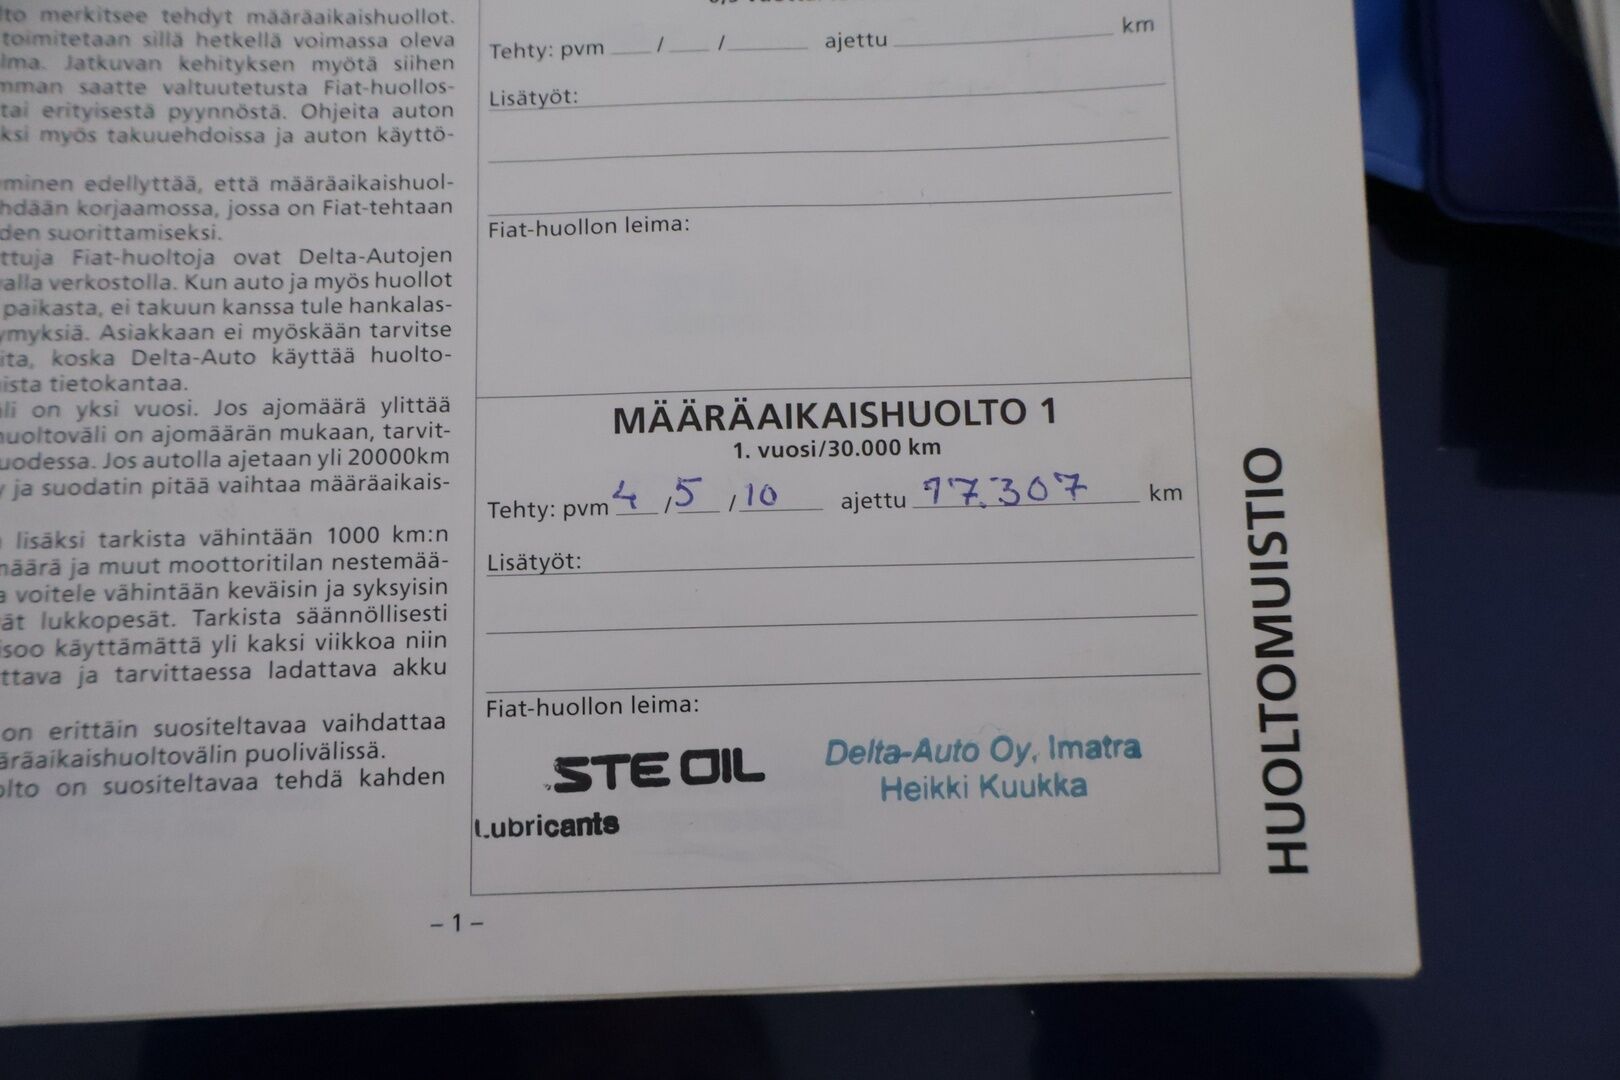 lto merkitsee tehdyt määräaikaishuollot.
toimitetaan sillä hetkellä voimassa oleva
Jatkuvan kehityksen myötä siihen
saatte valtuutetusta Fiat-huollos-
tai erityisestä pyynnöstä. Ohjeita auton
ksi myös takuuehdoissa ja auton käyttö-
minen edellyttää, että määräaikaishuol-
hdään korjaamossa, jossa on Fiat-tehtaan
den suorittamiseksi.
ttuja Fiat-huoltoja ovat Delta-Autojen
valla verkostolla. Kun auto ja myös huollot
paikasta, ei takuun kanssa tule hankalas-
ymyksiä. Asiakkaan ei myöskään tarvitse
ita, koska Delta-Auto käyttää huolto-
ista tietokantaa.
li on yksi vuosi. Jos ajomäärä ylittää
huoltoväli on ajomäärän mukaan, tarvit-
uodessa. Jos autolla ajetaan yli 20000km
y ja suodatin pitää vaihtaa määräaikais-
lisäksi tarkista vähintään 1000 km:n
määrä ja muut moottoritilan nestemää-
a voitele vähintään keväisin ja syksyisin
ät lukkopesät. Tarkista säännöllisesti
isoo käyttämättä yli kaksi viikkoa niin
ttava ja tarvittaessa ladattava akku
on erittäin suositeltavaa vaihdattaa
äräaikaishuoltovälin puolivälissä.
olto on suositeltavaa tehdä kahden
Tehty: pvm / / ajettu km
Lisätyöt:
Fiat-huollon leima:
MÄÄRÄAIKAISHUOLTO 1
1. vuosi/30.000 km
Tehty: pvm 4 / 5 / 10 ajettu 17.307 km
Lisätyöt:
Fiat-huollon leima:
STE OIL
Lubricants
Delta-Auto Oy, Imatra
Heikki Kuukka
– 1 –
HUOLTOMUISTIO